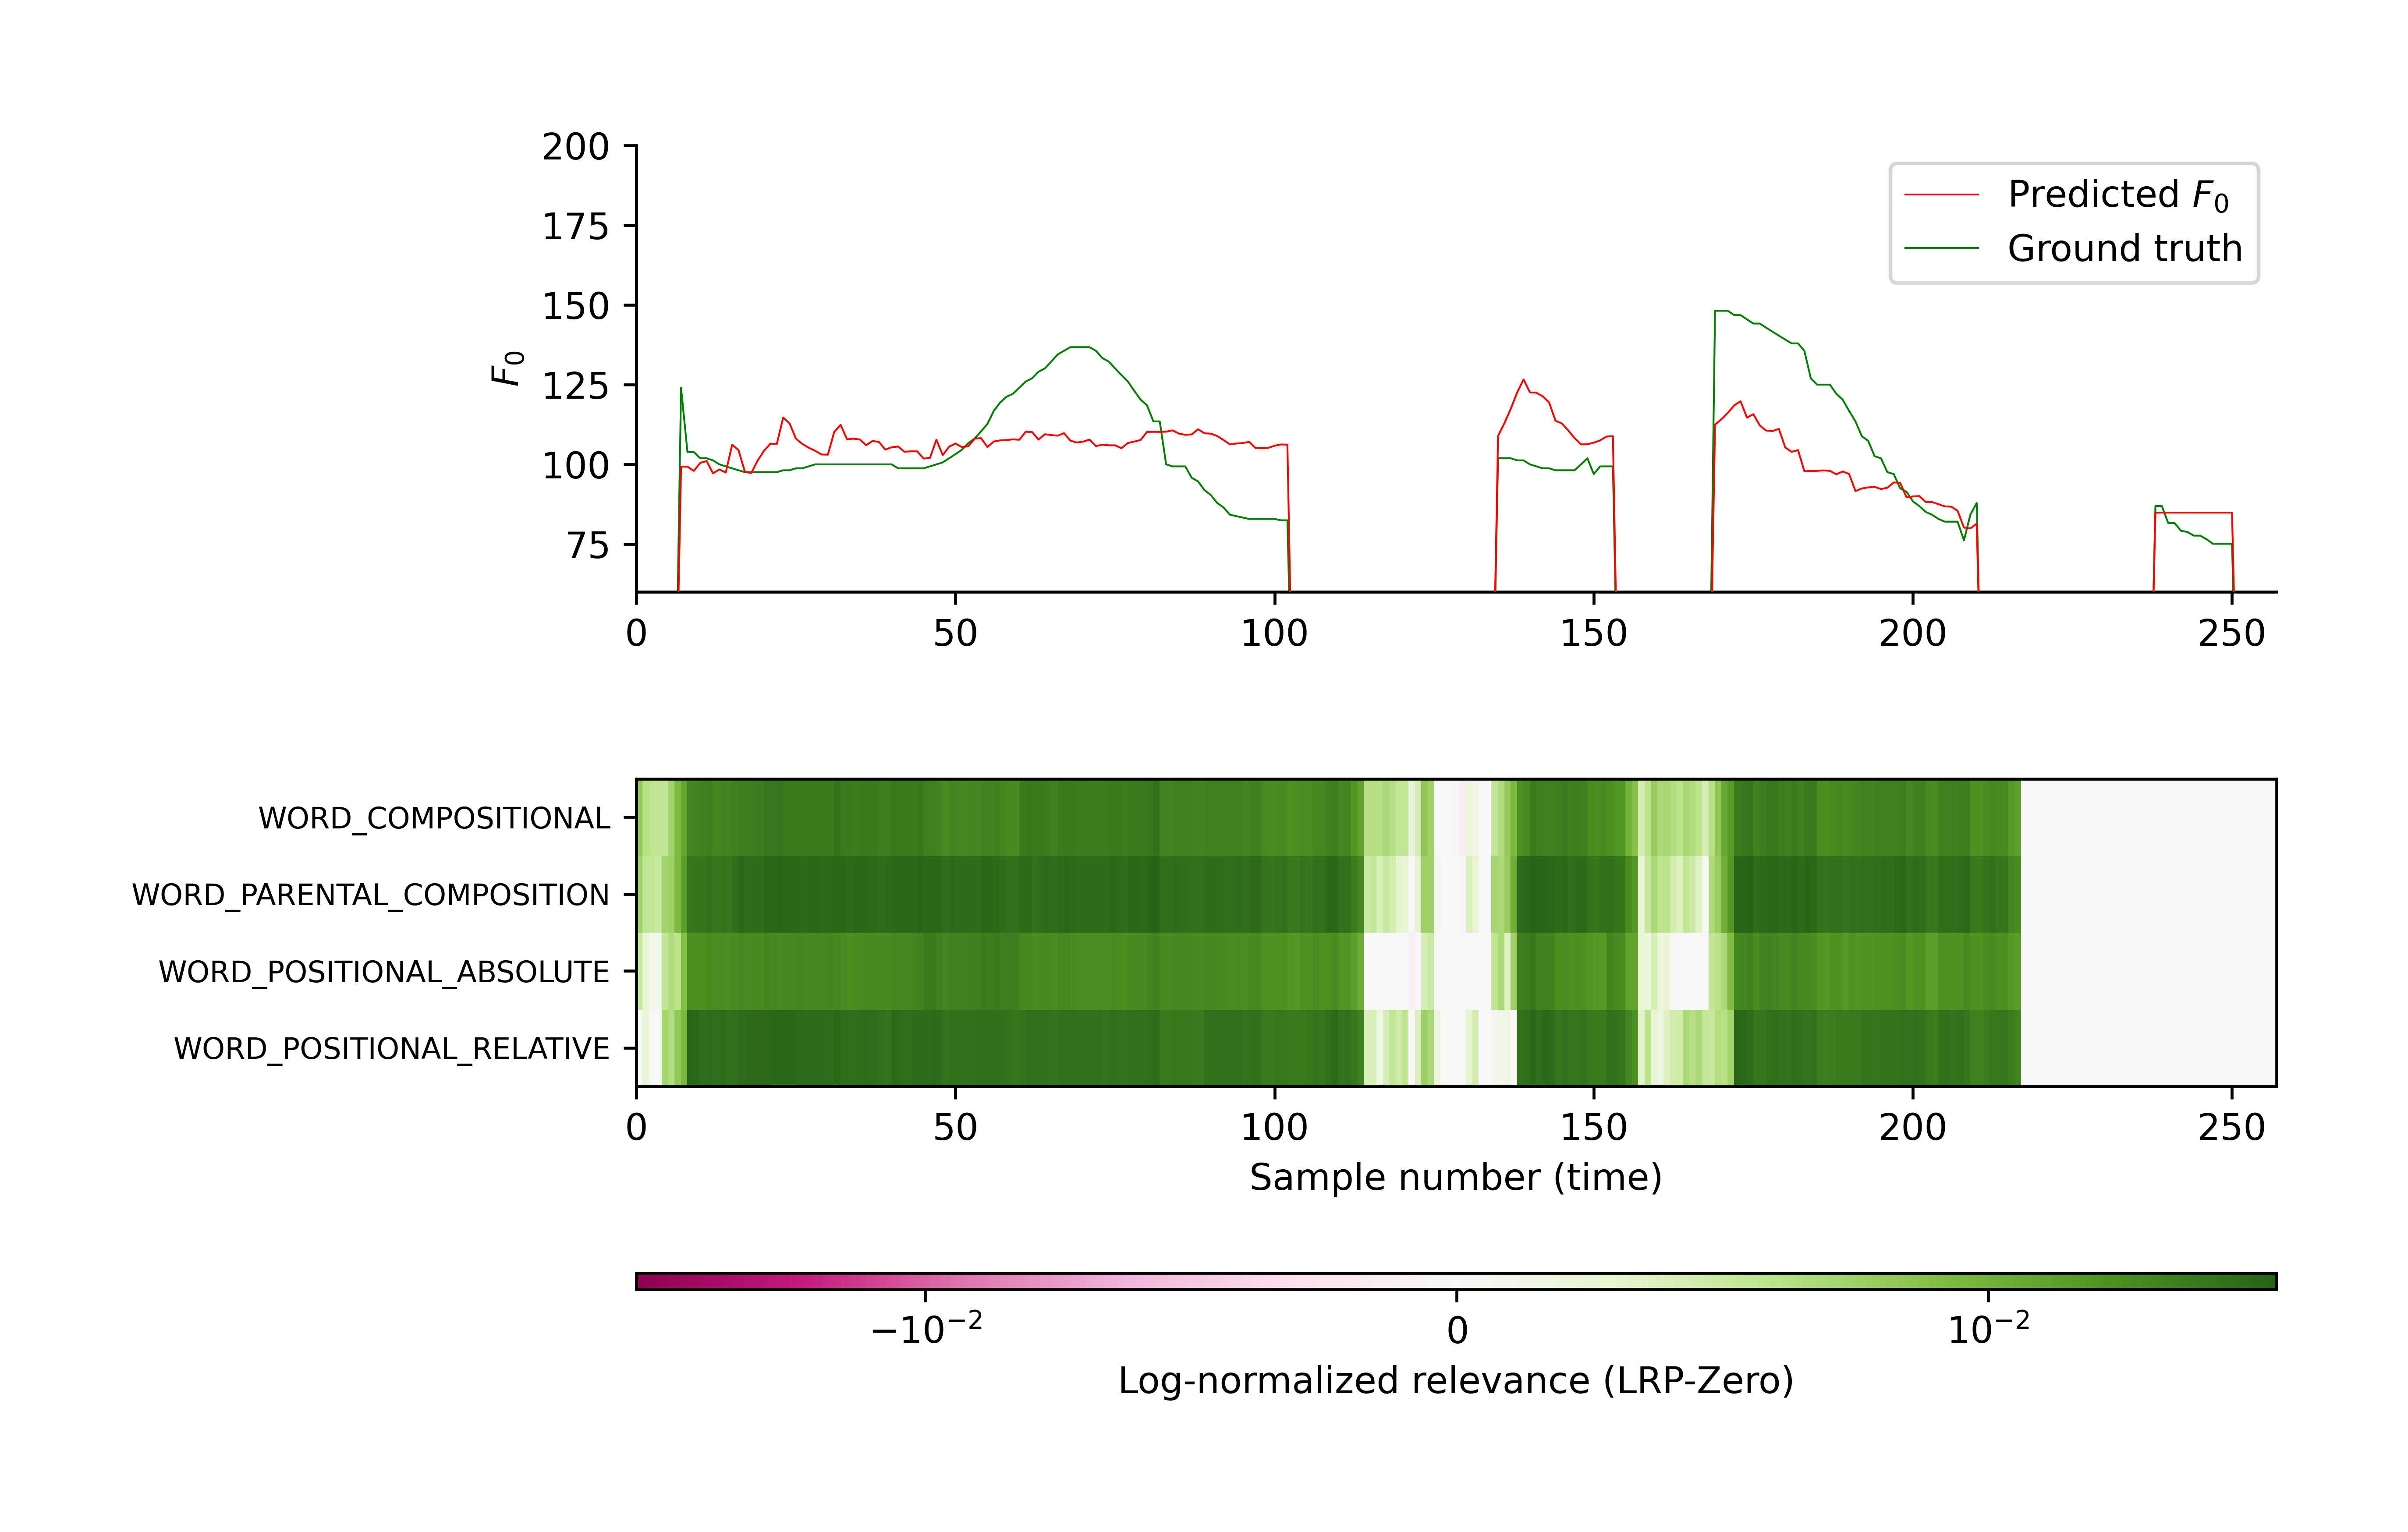 200
175
150
125
100
75
F₀
Predicted F₀
Ground truth
0 50 100 150 200 250
WORD_COMPOSITIONAL
WORD_PARENTAL_COMPOSITION
WORD_POSITIONAL_ABSOLUTE
WORD_POSITIONAL_RELATIVE
0 50 100 150 200 250
Sample number (time)
−10⁻² 0 10⁻²
Log-normalized relevance (LRP-Zero)